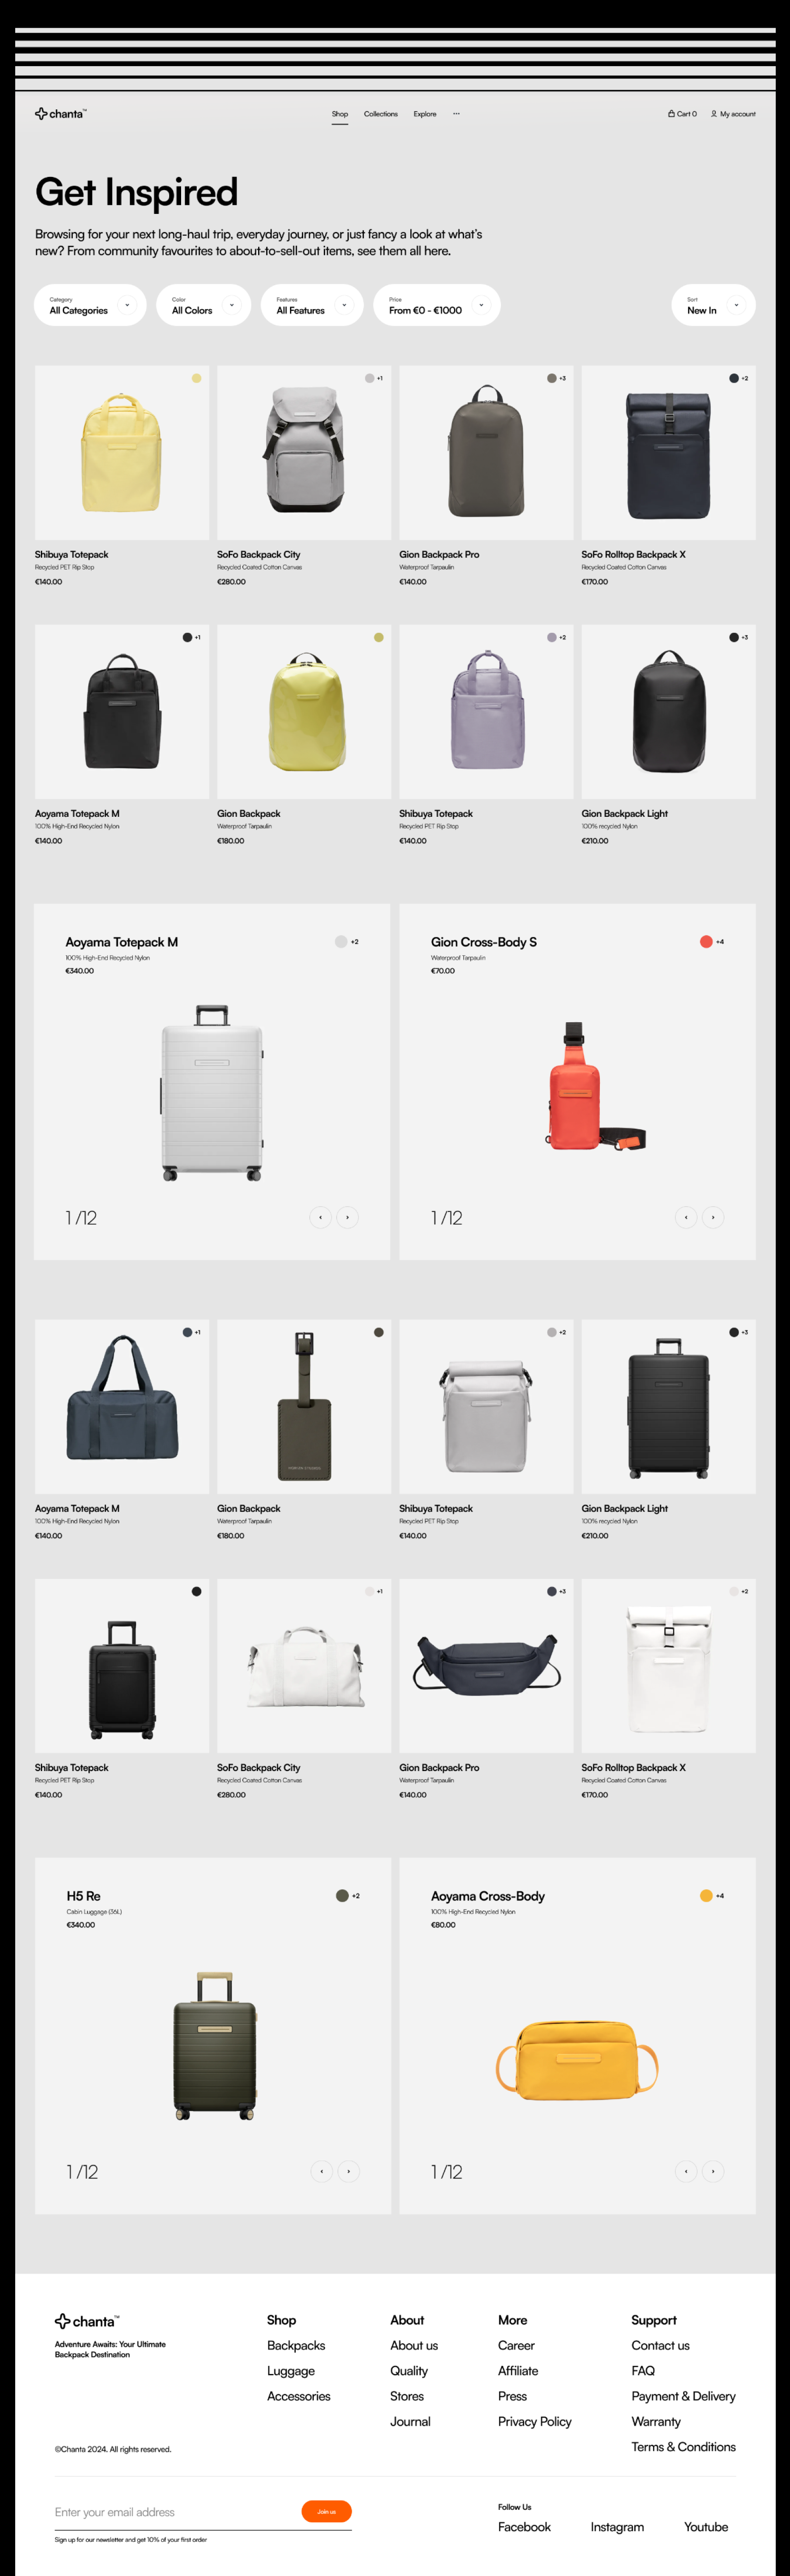 chanta™
Shop Collections Explore ···
Cart 0 My account
Get Inspired
Browsing for your next long-haul trip, everyday journey, or just fancy a look at what's
new? From community favourites to about-to-sell-out items, see them all here.
Category
All Categories
Color
All Colors
Features
All Features
Price
From €0 - €1000
Sort
New In
Shibuya Totepack
Recycled PET Rip Stop
€140.00
+1
SoFo Backpack City
Recycled Coated Cotton Canvas
€280.00
+3
Gion Backpack Pro
Waterproof Tarpaulin
€140.00
+2
SoFo Rolltop Backpack X
Recycled Coated Cotton Canvas
€170.00
+1
Aoyama Totepack M
100% High-End Recycled Nylon
€140.00
Gion Backpack
Waterproof Tarpaulin
€180.00
+2
Shibuya Totepack
Recycled PET Rip Stop
€140.00
+3
Gion Backpack Light
100% recycled Nylon
€210.00
Aoyama Totepack M
+2
100% High-End Recycled Nylon
€340.00
1 /12
Gion Cross-Body S
+4
Waterproof Tarpaulin
€70.00
1 /12
+1
Aoyama Totepack M
100% High-End Recycled Nylon
€140.00
Gion Backpack
Waterproof Tarpaulin
€180.00
+2
Shibuya Totepack
Recycled PET Rip Stop
€140.00
+3
Gion Backpack Light
100% recycled Nylon
€210.00
Shibuya Totepack
Recycled PET Rip Stop
€140.00
+1
SoFo Backpack City
Recycled Coated Cotton Canvas
€280.00
+3
Gion Backpack Pro
Waterproof Tarpaulin
€140.00
+2
SoFo Rolltop Backpack X
Recycled Coated Cotton Canvas
€170.00
H5 Re
+2
Cabin Luggage (36L)
€340.00
1 /12
Aoyama Cross-Body
+4
100% High-End Recycled Nylon
€80.00
1 /12
chanta™
Adventure Awaits: Your Ultimate
Backpack Destination
©Chanta 2024. All rights reserved.
Shop
Backpacks
Luggage
Accessories
About
About us
Quality
Stores
Journal
More
Career
Affiliate
Press
Privacy Policy
Support
Contact us
FAQ
Payment & Delivery
Warranty
Terms & Conditions
Enter your email address
Join us
Sign up for our newsletter and get 10% of your first order
Follow Us
Facebook Instagram Youtube